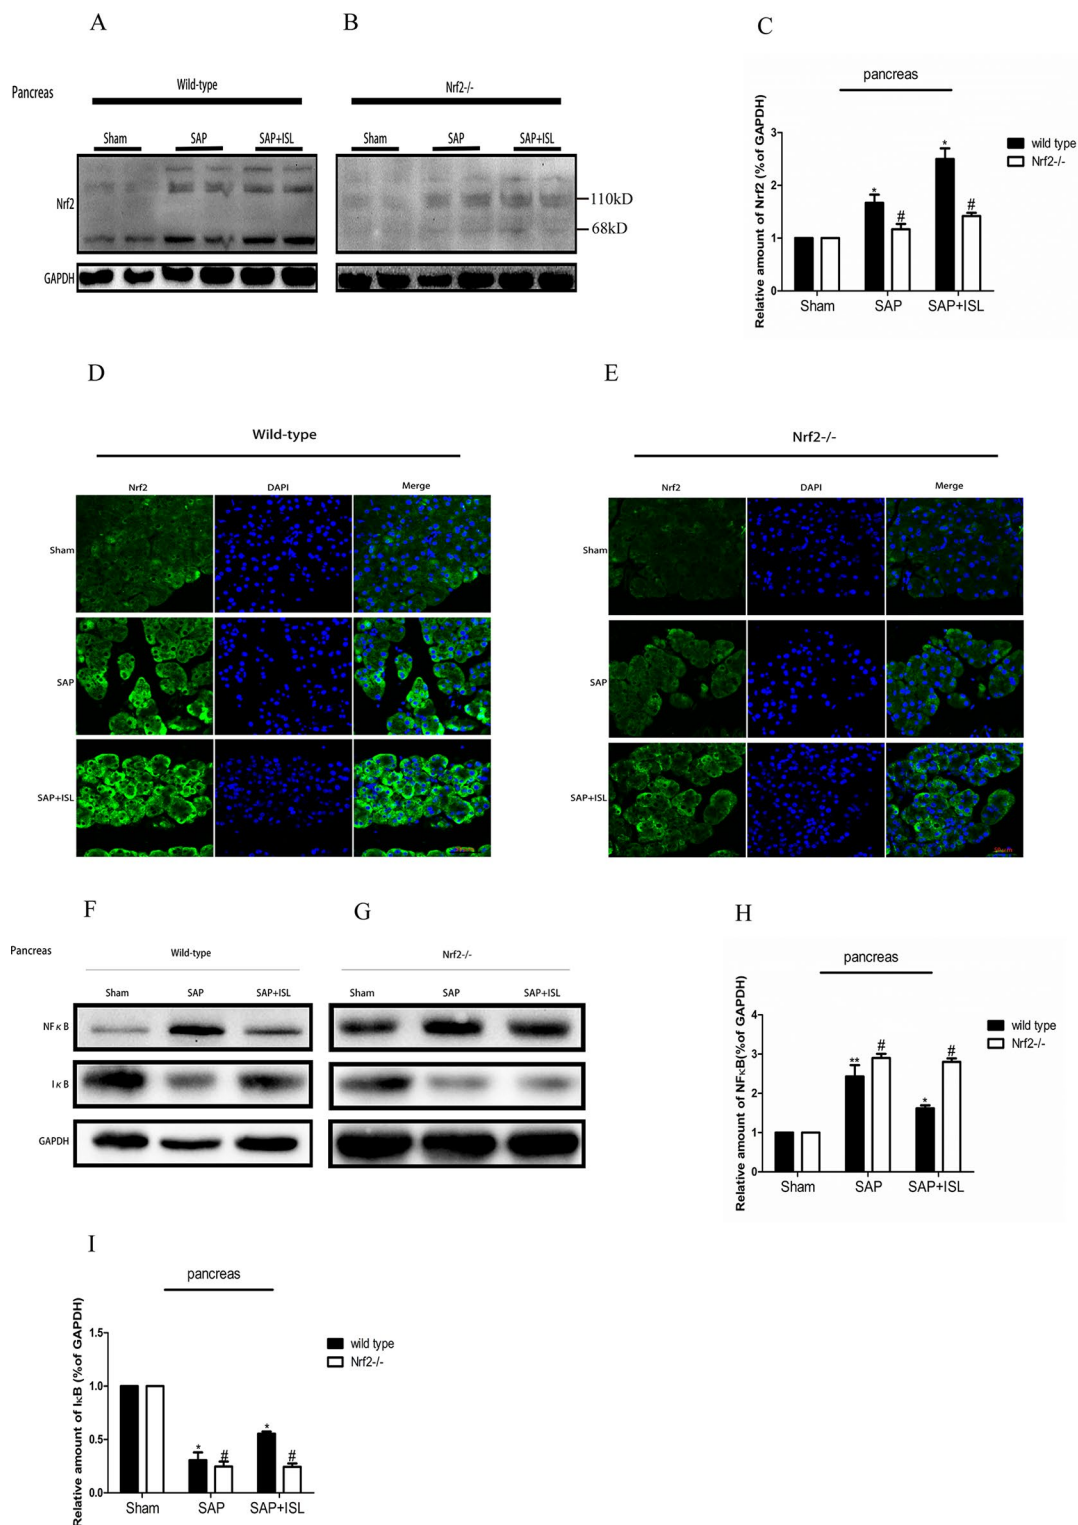 A
B
C
Pancreas
Wild-type
Nrf2-/-
Sham
SAP
SAP+ISL
Sham
SAP
SAP+ISL
Nrf2
110kD
68kD
GAPDH
pancreas
Relative amount of Nrf2 (%of GAPDH)
3
2
1
0
*
#
*
#
Sham
SAP
SAP+ISL
wild type
Nrf2-/-
D
E
Wild-type
Nrf2-/-
Nrf2
DAPI
Merge
Nrf2
DAPI
Merge
Sham
SAP
SAP+ISL
Sham
SAP
SAP+ISL
F
G
H
Pancreas
Wild-type
Nrf2-/-
Sham
SAP
SAP+ISL
Sham
SAP
SAP+ISL
NFκB
IκB
GAPDH
pancreas
Relative amount of NFκB(%of GAPDH)
4
3
2
1
0
**
#
*
#
Sham
SAP
SAP+ISL
wild type
Nrf2-/-
I
pancreas
Relative amount of IκB (%of GAPDH)
1.5
1.0
0.5
0.0
*
#
*
#
Sham
SAP
SAP+ISL
wild type
Nrf2-/-